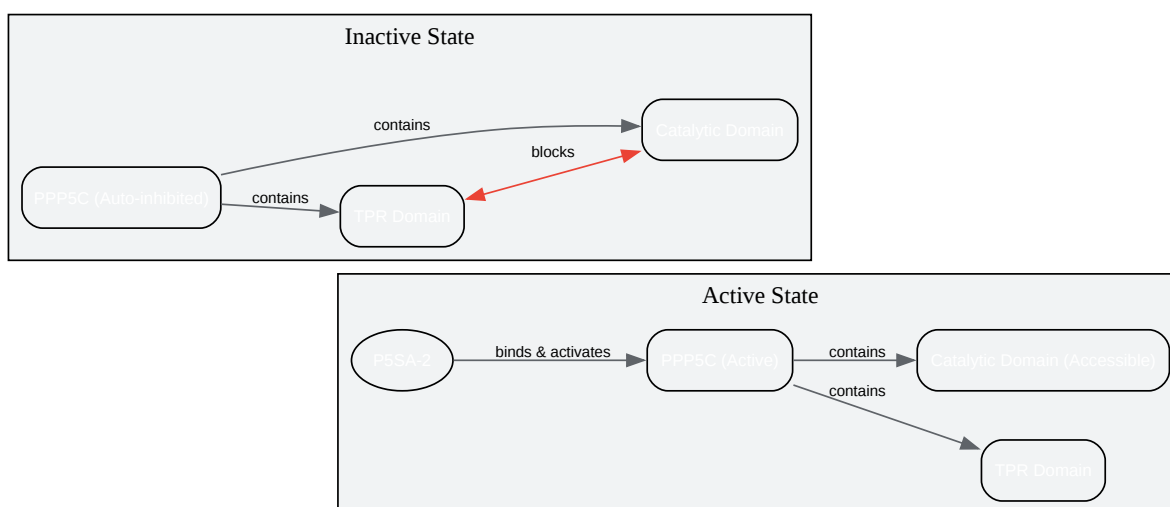 Inactive State
contains
Catalytic Domain
blocks
PPP5C (Auto-inhibited)
contains
TPR Domain
Active State
P5SA-2
binds & activates
PPP5C (Active)
contains
Catalytic Domain (Accessible)
contains
TPR Domain